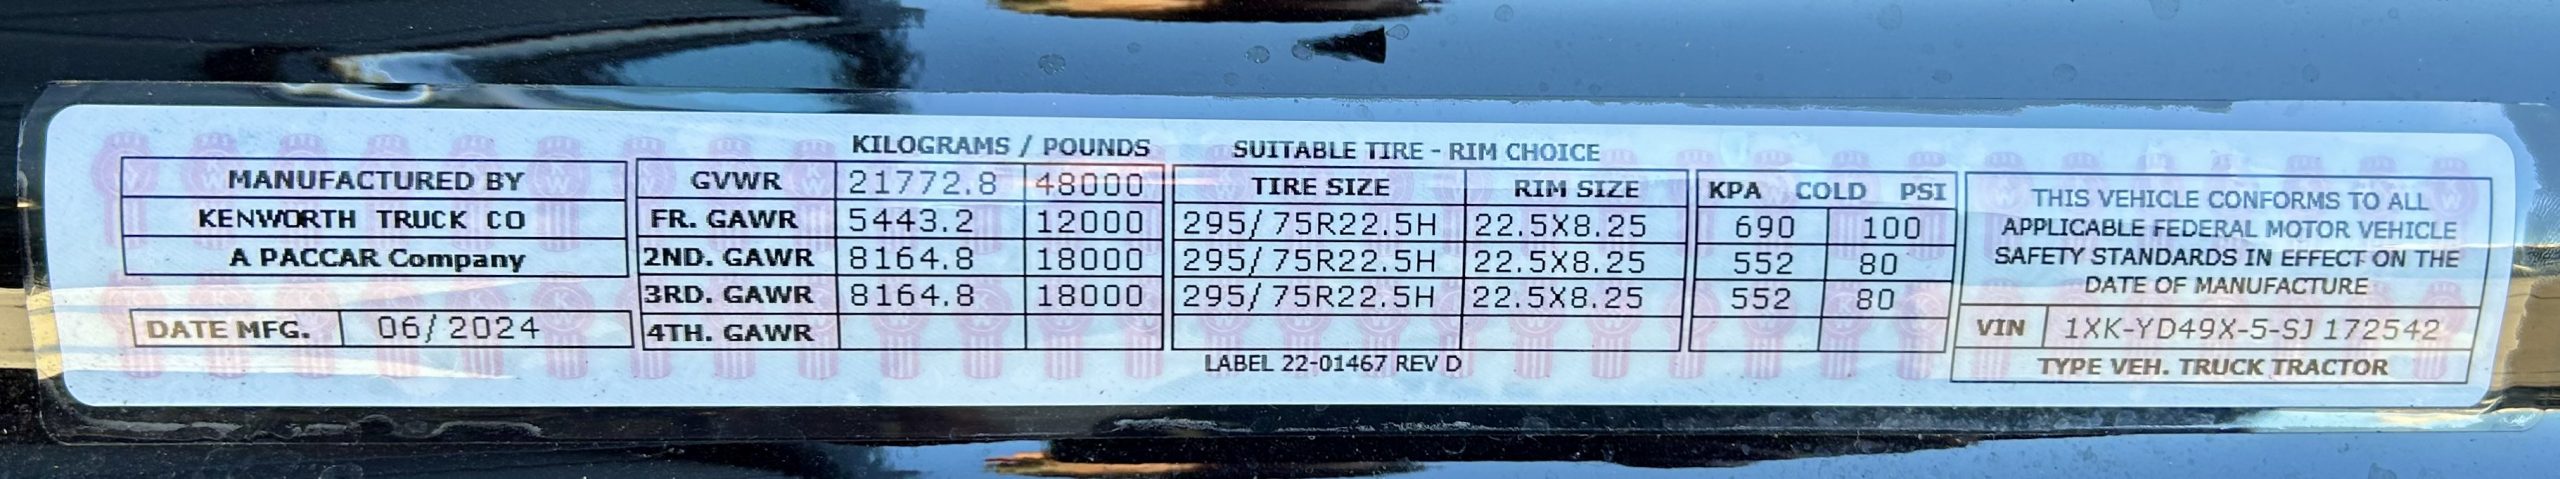 KILOGRAMS / POUNDS SUITABLE TIRE - RIM CHOICE
MANUFACTURED BY GVWR 21772.8 48000 TIRE SIZE RIM SIZE KPA COLD PSI
KENWORTH TRUCK CO FR. GAWR 5443.2 12000 295/75R22.5H 22.5X8.25 690 100
A PACCAR Company 2ND. GAWR 8164.8 18000 295/75R22.5H 22.5X8.25 552 80
3RD. GAWR 8164.8 18000 295/75R22.5H 22.5X8.25 552 80
DATE MFG. 06/2024 4TH. GAWR
LABEL 22-01467 REV D
THIS VEHICLE CONFORMS TO ALL
APPLICABLE FEDERAL MOTOR VEHICLE
SAFETY STANDARDS IN EFFECT ON THE
DATE OF MANUFACTURE
VIN 1XK-YD49X-5-SJ172542
TYPE VEH. TRUCK TRACTOR